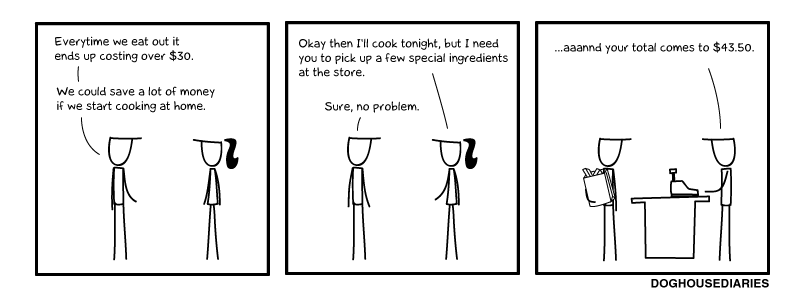 Everytime we eat out it
ends up costing over $30.
We could save a lot of money
if we start cooking at home.
Okay then I'll cook tonight, but I need
you to pick up a few special ingredients
at the store.
Sure, no problem.
...aaannd your total comes to $43.50.
DOGHOUSEDIARIES